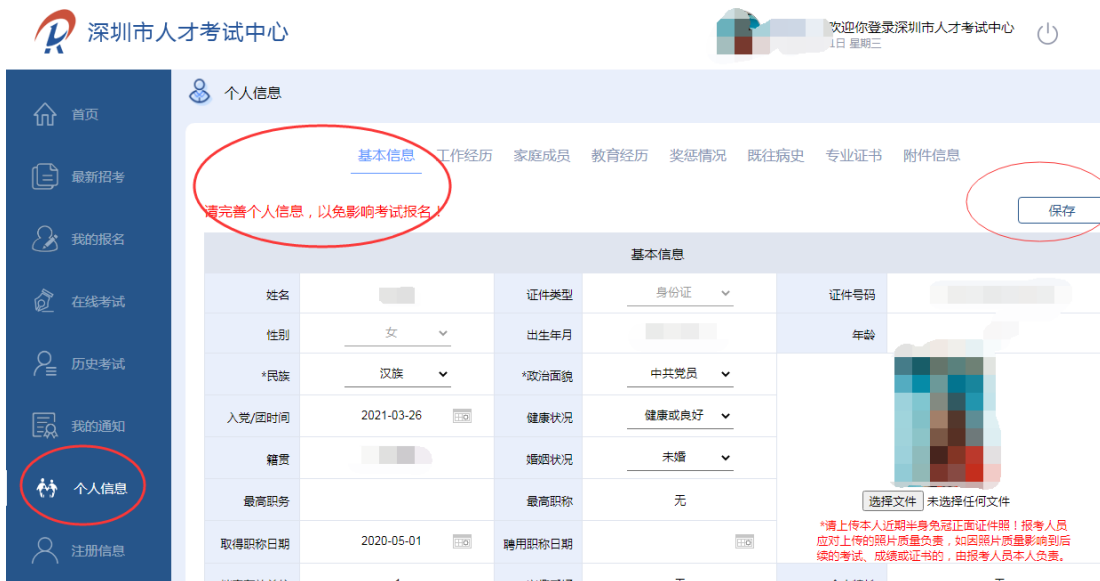 深圳市人才考试中心
欢迎你登录深圳市人才考试中心
1日 星期三
首页
最新招考
我的报名
在线考试
历史考试
我的通知
个人信息
注册信息
个人信息
基本信息 工作经历 家庭成员 教育经历 奖惩情况 既往病史 专业证书 附件信息
请完善个人信息，以免影响考试报名！
保存
基本信息
姓名 证件类型 身份证 证件号码
性别 女 出生年月 年龄
*民族 汉族 *政治面貌 中共党员
入党/团时间 2021-03-26 健康状况 健康或良好
籍贯 婚姻状况 未婚
最高职务 最高职称 无
选择文件 未选择任何文件
*请上传本人近期半身免冠正面证件照！报考人员
应对上传的照片质量负责，如因照片质量影响到后
续的考试、成绩或证书的，由报考人员本人负责。
取得职称日期 2020-05-01 聘用职称日期